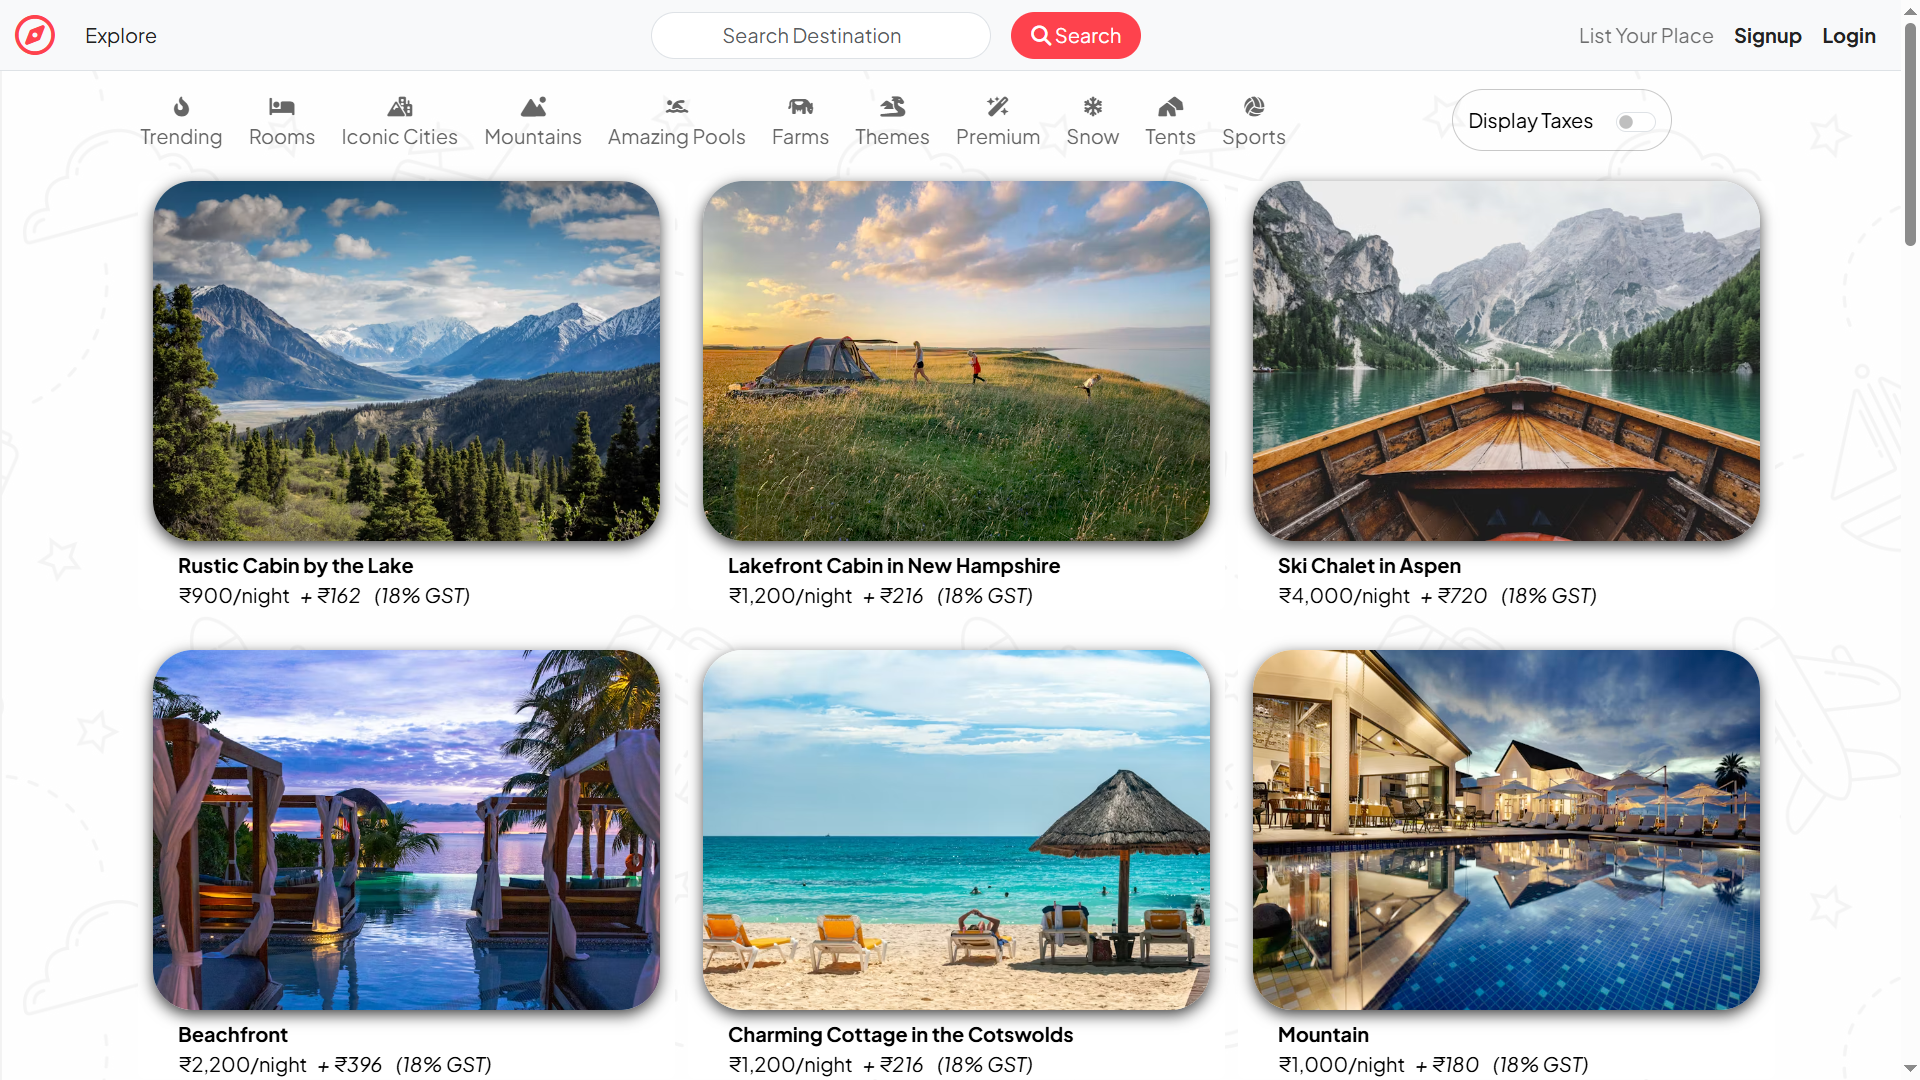 Explore
Search Destination
Search
List Your Place
Signup
Login
Trending
Rooms
Iconic Cities
Mountains
Amazing Pools
Farms
Themes
Premium
Snow
Tents
Sports
Display Taxes
Rustic Cabin by the Lake
₹900/night + ₹162 (18% GST)
Lakefront Cabin in New Hampshire
₹1,200/night + ₹216 (18% GST)
Ski Chalet in Aspen
₹4,000/night + ₹720 (18% GST)
Beachfront
₹2,200/night + ₹396 (18% GST)
Charming Cottage in the Cotswolds
₹1,200/night + ₹216 (18% GST)
Mountain
₹1,000/night + ₹180 (18% GST)